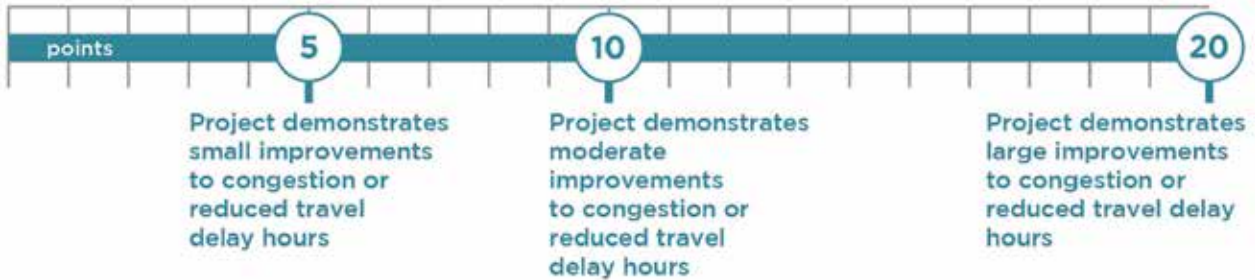 points
5
10
20
Project demonstrates
small improvements
to congestion or
reduced travel
delay hours
Project demonstrates
moderate
improvements
to congestion or
reduced travel
delay hours
Project demonstrates
large improvements
to congestion or
reduced travel delay
hours